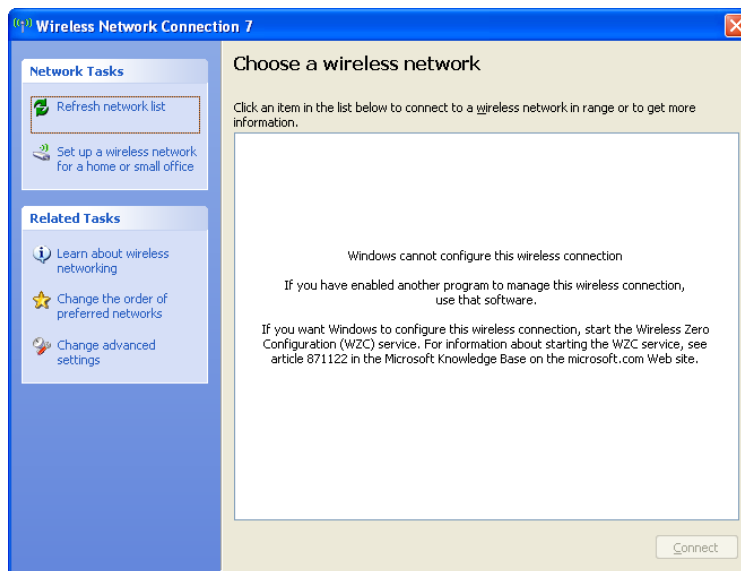 Wireless Network Connection 7
Network Tasks
Refresh network list
Set up a wireless network
for a home or small office
Related Tasks
Learn about wireless
networking
Change the order of
preferred networks
Change advanced
settings
Choose a wireless network
Click an item in the list below to connect to a wireless network in range or to get more
information.
Windows cannot configure this wireless connection
If you have enabled another program to manage this wireless connection,
use that software.
If you want Windows to configure this wireless connection, start the Wireless Zero
Configuration (WZC) service. For information about starting the WZC service, see
article 871122 in the Microsoft Knowledge Base on the microsoft.com Web site.
Connect